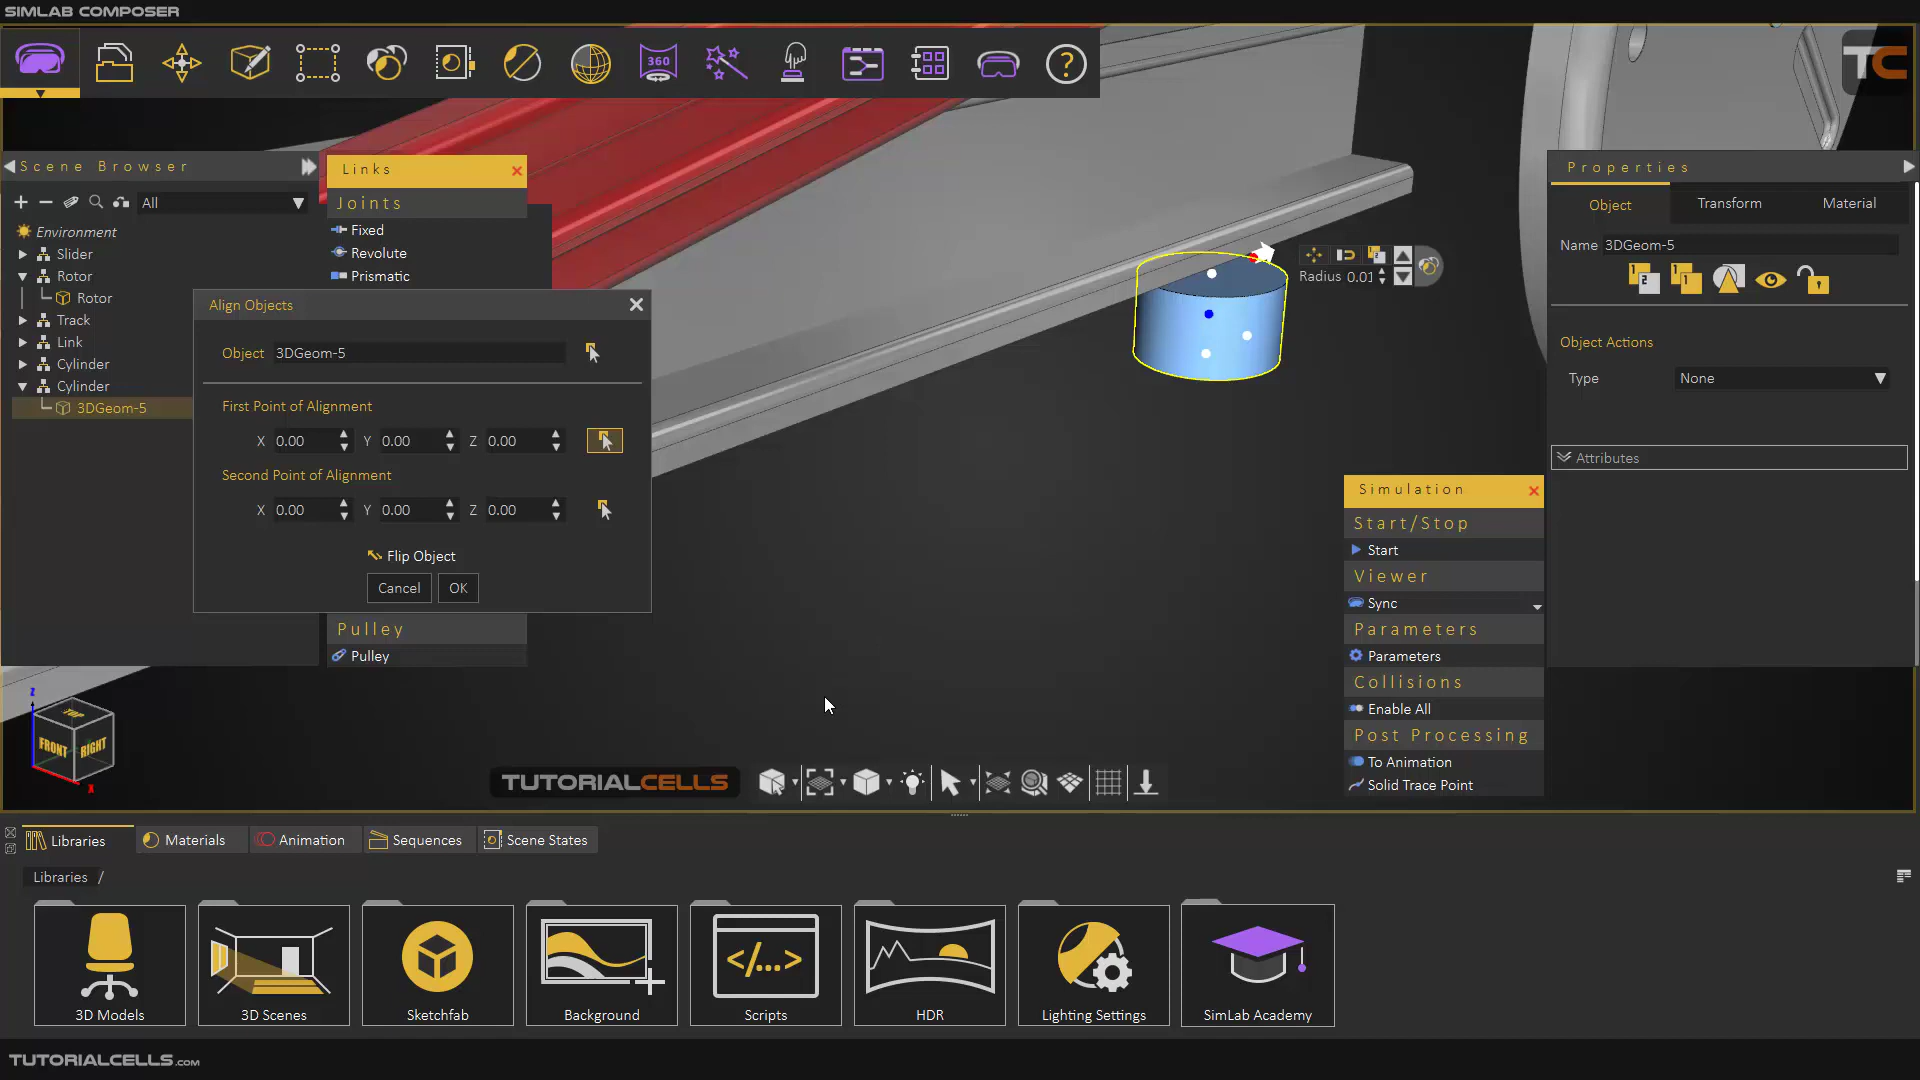 SIMLAB COMPOSER
360
?
TC
Scene Browser
All
Environment
Slider
Rotor
Rotor
Track
Link
Cylinder
Cylinder
3DGeom-5
Links
Joints
Fixed
Revolute
Prismatic
Align Objects
Object 3DGeom-5
First Point of Alignment
X 0.00 Y 0.00 Z 0.00
Second Point of Alignment
X 0.00 Y 0.00 Z 0.00
Flip Object
Cancel OK
Pulley
Pulley
Radius 0.01
Properties
Object Transform Material
Name 3DGeom-5
Object Actions
Type None
Attributes
Simulation
Start/Stop
Start
Viewer
Sync
Parameters
Parameters
Collisions
Enable All
Post Processing
To Animation
Solid Trace Point
Z
TOP
FRONT RIGHT
X
TUTORIALCELLS
Libraries Materials Animation Sequences Scene States
Libraries /
</...>
3D Models 3D Scenes Sketchfab Background Scripts HDR Lighting Settings SimLab Academy
TUTORIALCELLS.COM